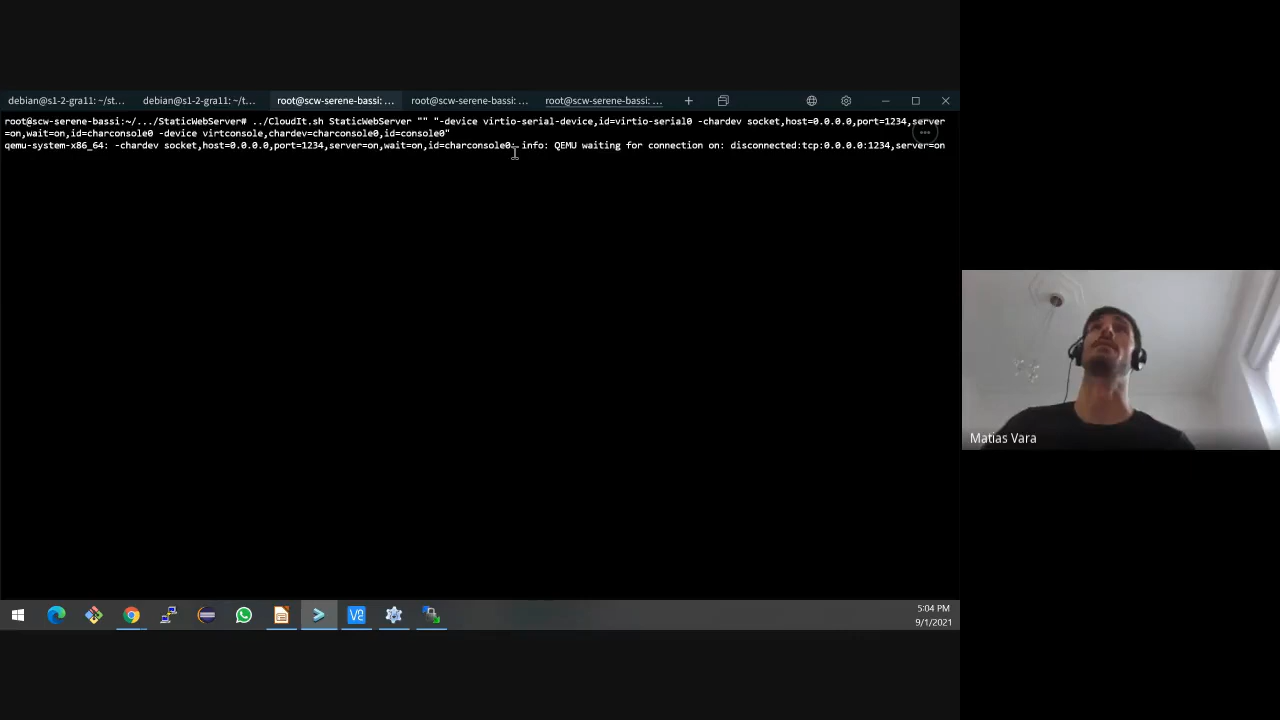 debian@s1-2-gra11: ~/st...
debian@s1-2-gra11: ~/t...
root@scw-serene-bassi: ...
root@scw-serene-bassi: ...
root@scw-serene-bassi: ...
root@scw-serene-bassi:~/.../StaticWebServer# ../CloudIt.sh StaticWebServer "" "-device virtio-serial-device,id=virtio-serial0 -chardev socket,host=0.0.0.0,port=1234,server
=on,wait=on,id=charconsole0 -device virtconsole,chardev=charconsole0,id=console0"
qemu-system-x86_64: -chardev socket,host=0.0.0.0,port=1234,server=on,wait=on,id=charconsole0: info: QEMU waiting for connection on: disconnected:tcp:0.0.0.0:1234,server=on
Matias Vara
V2
5:04 PM
9/1/2021